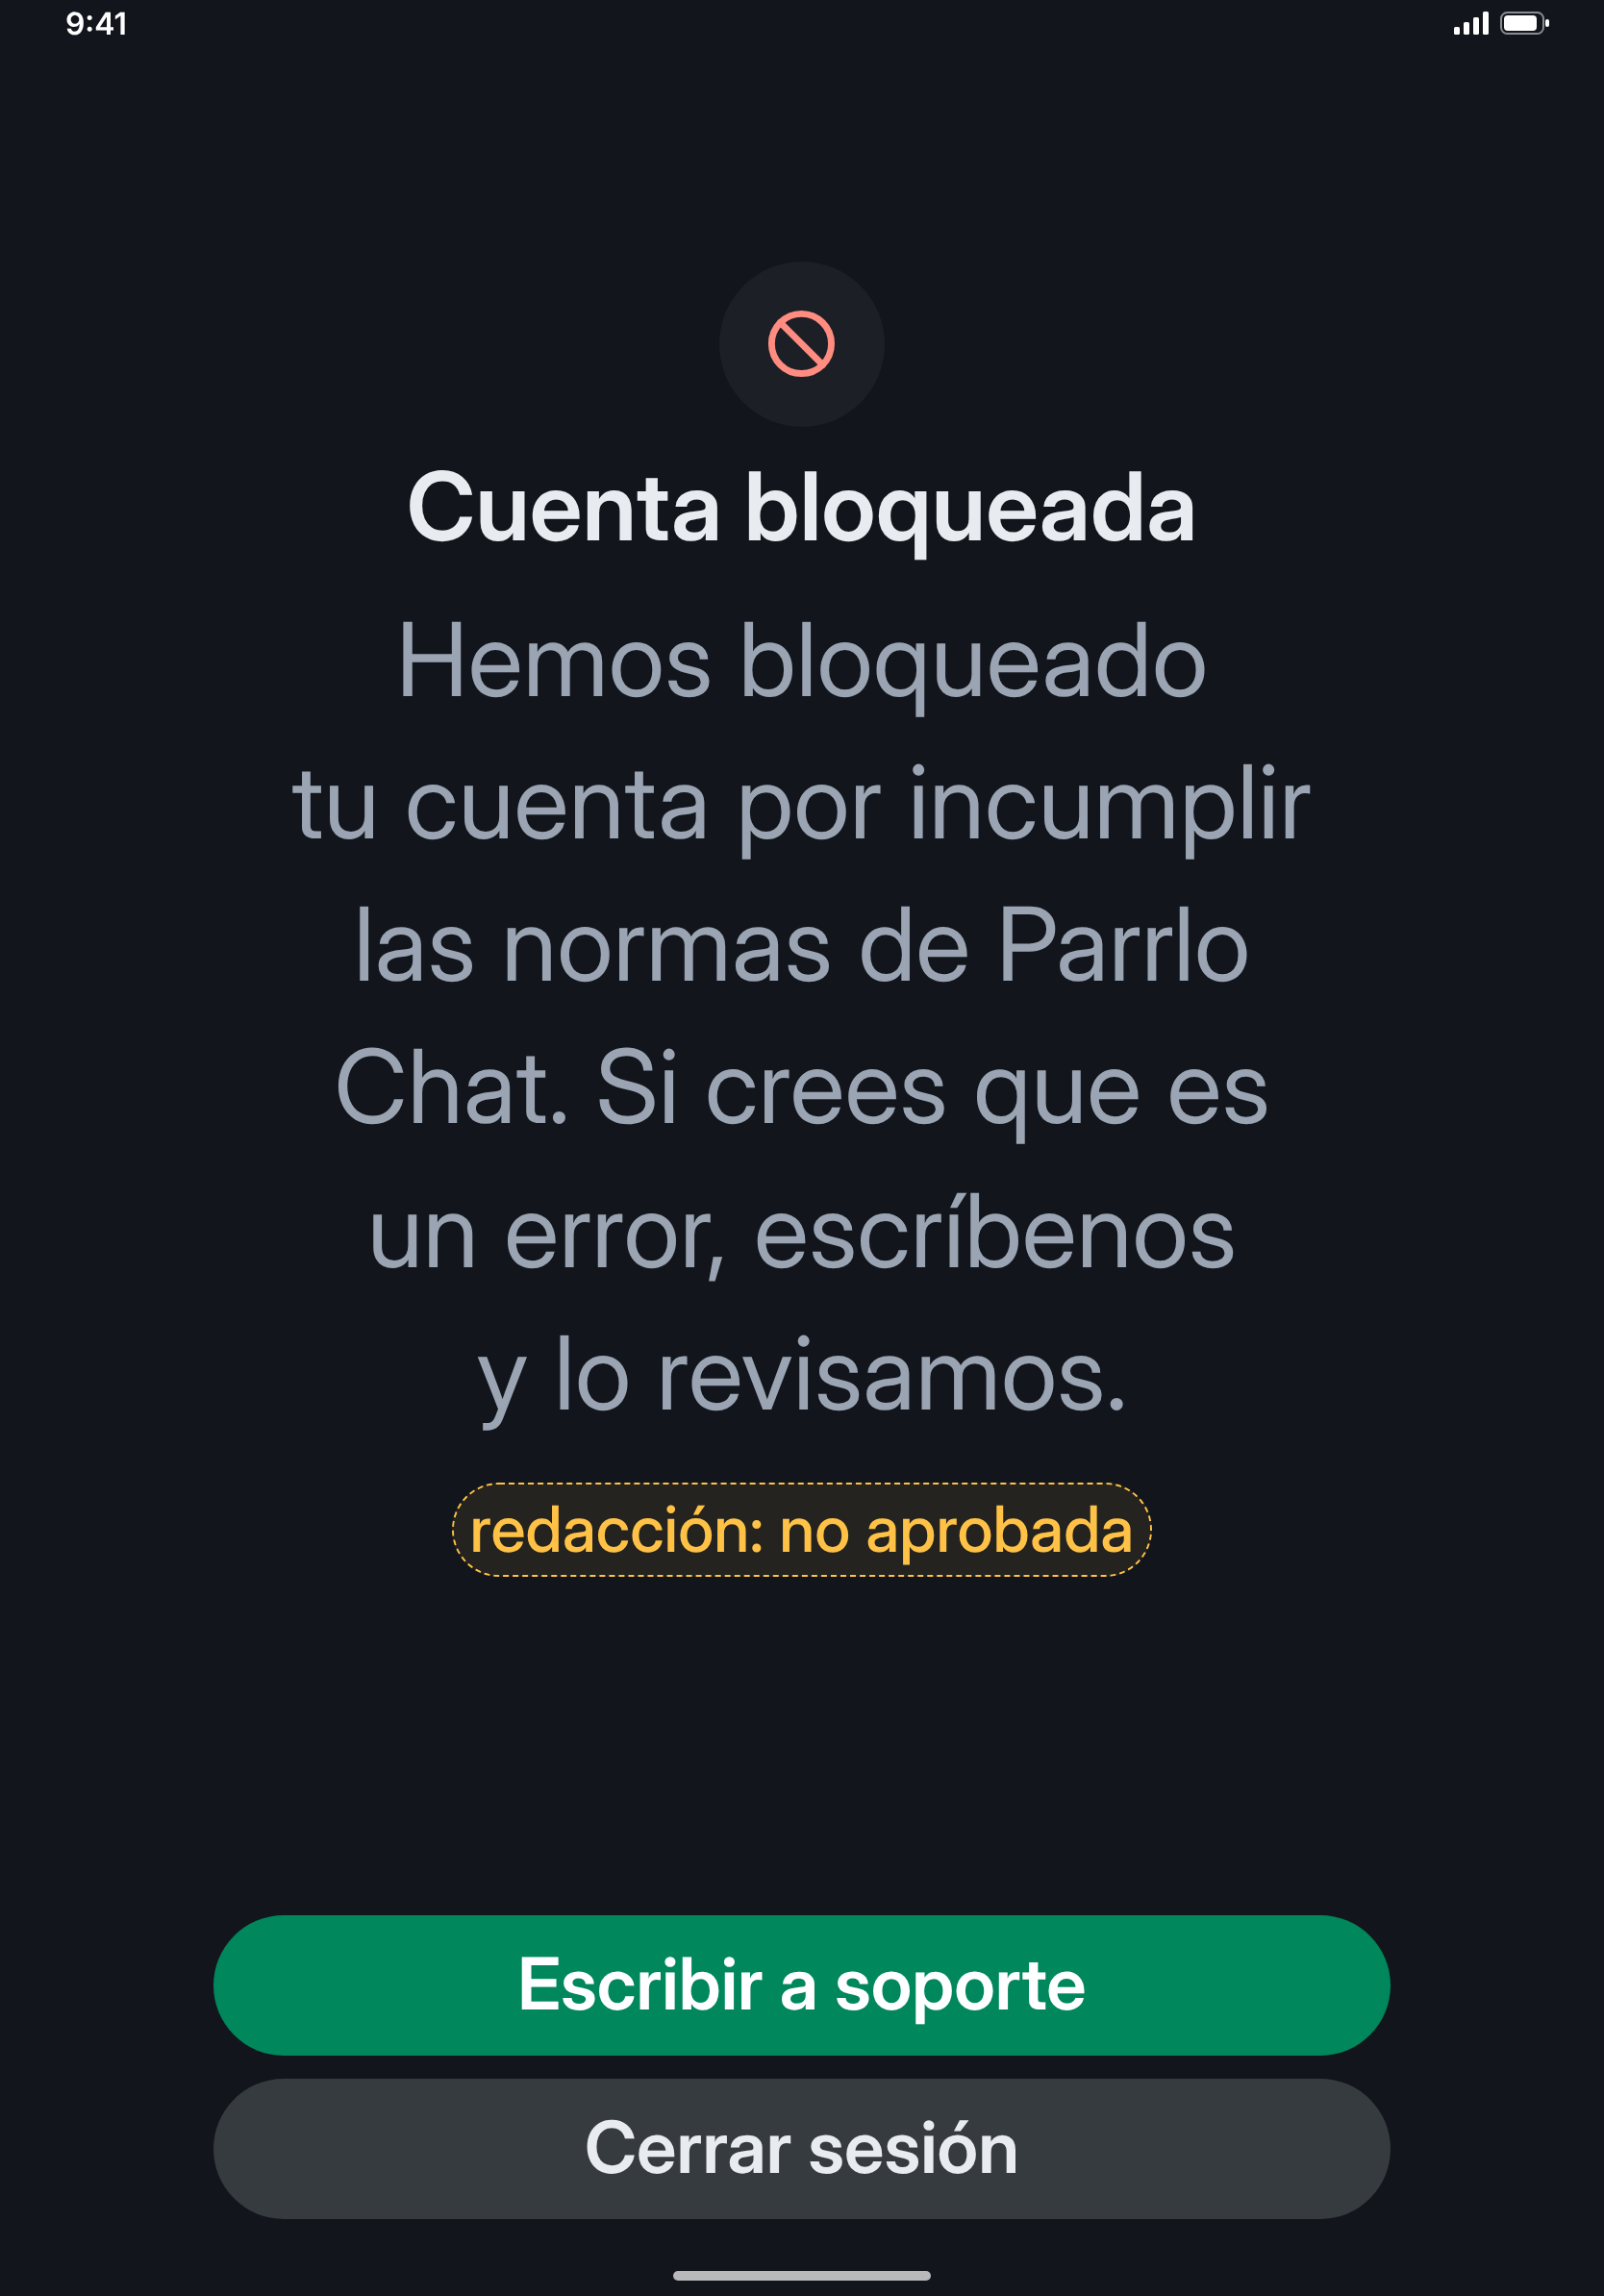 9:41
Cuenta bloqueada
Hemos bloqueado
tu cuenta por incumplir
las normas de Parrlo
Chat. Si crees que es
un error, escríbenos
y lo revisamos.
redacción: no aprobada
Escribir a soporte
Cerrar sesión